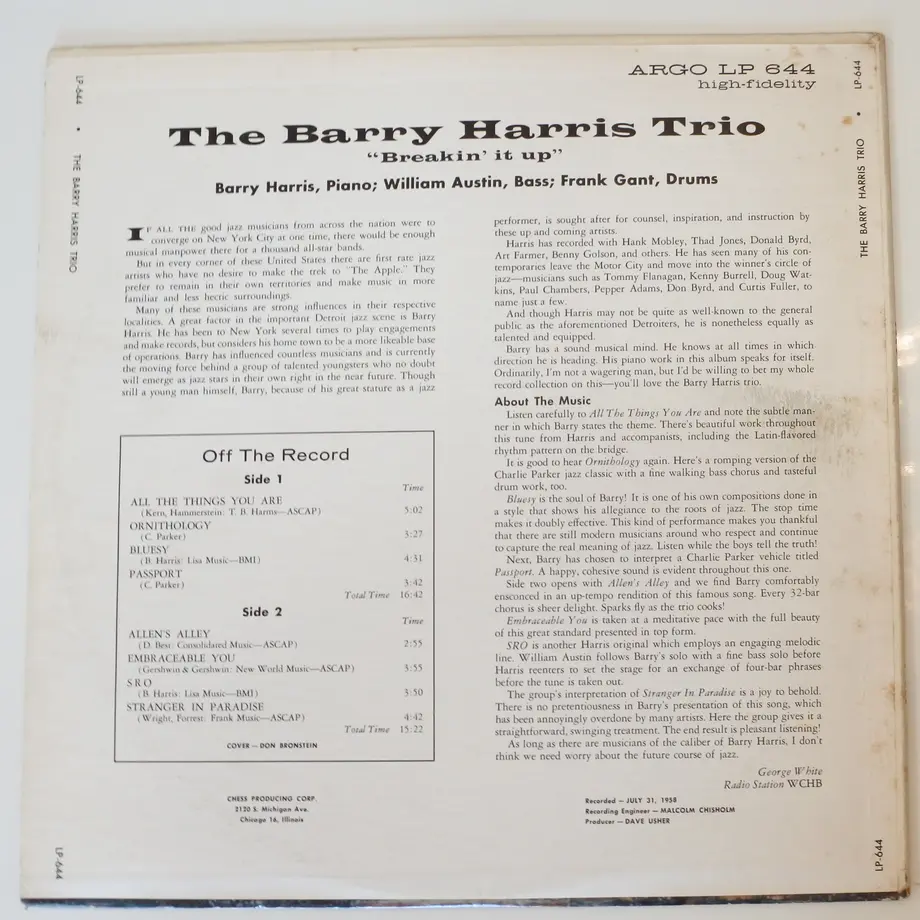 ARGO LP 644
high-fidelity
The Barry Harris Trio
"Breakin' it up"
Barry Harris, Piano; William Austin, Bass; Frank Gant, Drums
IF ALL THE good jazz musicians from across the nation were to
converge on New York City at one time, there would be enough
musical manpower there for a thousand all-star bands.
But in every corner of these United States there are first rate jazz
artists who have no desire to make the trek to "The Apple." They
prefer to remain in their own territories and make music in more
familiar and less hectic surroundings.
Many of these musicians are strong influences in their respective
localities. A great factor in the important Detroit jazz scene is Barry
Harris. He has been to New York several times to play engagements
and make records, but considers his home town to be a more likeable base
of operations. Barry has influenced countless musicians and is currently
the moving force behind a group of talented youngsters who no doubt
will emerge as jazz stars in their own right in the near future. Though
still a young man himself, Barry, because of his great stature as a jazz
performer, is sought after for counsel, inspiration, and instruction by
these up and coming artists.
Harris has recorded with Hank Mobley, Thad Jones, Donald Byrd,
Art Farmer, Benny Golson, and others. He has seen many of his con-
temporaries leave the Motor City and move into the winner's circle of
jazz—musicians such as Tommy Flanagan, Kenny Burrell, Doug Wat-
kins, Paul Chambers, Pepper Adams, Don Byrd, and Curtis Fuller, to
name just a few.
And though Harris may not be quite as well-known to the general
public as the aforementioned Detroiters, he is nonetheless equally as
talented and equipped.
Barry has a sound musical mind. He knows at all times in which
direction he is heading. His piano work in this album speaks for itself.
Ordinarily, I'm not a wagering man, but I'd be willing to bet my whole
record collection on this—you'll love the Barry Harris trio.
About The Music
Listen carefully to All The Things You Are and note the subtle man-
ner in which Barry states the theme. There's beautiful work throughout
this tune from Harris and accompanists, including the Latin-flavored
rhythm pattern on the bridge.
It is good to hear Ornithology again. Here's a romping version of the
Charlie Parker jazz classic with a fine walking bass chorus and tasteful
drum work, too.
Bluesy is the soul of Barry! It is one of his own compositions done in
a style that shows his allegiance to the roots of jazz. The stop time
makes it doubly effective. This kind of performance makes you thankful
that there are still modern musicians around who respect and continue
to capture the real meaning of jazz. Listen while the boys tell the truth!
Next, Barry has chosen to interpret a Charlie Parker vehicle titled
Passport. A happy, cohesive sound is evident throughout this one.
Side two opens with Allen's Alley and we find Barry comfortably
ensconced in an up-tempo rendition of this famous song. Every 32-bar
chorus is sheer delight. Sparks fly as the trio cooks!
Embraceable You is taken at a meditative pace with the full beauty
of this great standard presented in top form.
SRO is another Harris original which employs an engaging melodic
line. William Austin follows Barry's solo with a fine bass solo before
Harris reenters to set the stage for an exchange of four-bar phrases
before the tune is taken out.
The group's interpretation of Stranger In Paradise is a joy to behold.
There is no pretentiousness in Barry's presentation of this song, which
has been annoyingly overdone by many artists. Here the group gives it a
straightforward, swinging treatment. The end result is pleasant listening!
As long as there are musicians of the caliber of Barry Harris, I don't
think we need worry about the future course of jazz.
George White
Radio Station WCHB
Off The Record
Side 1
Time
ALL THE THINGS YOU ARE
(Kern, Hammerstein: T. B. Harms—ASCAP) 5:02
ORNITHOLOGY
(C. Parker) 3:27
BLUESY
(B. Harris: Lisa Music—BMI) 4:31
PASSPORT
(C. Parker) 3:42
Total Time 16:42
Side 2
Time
ALLEN'S ALLEY
(D. Best: Consolidated Music—ASCAP) 2:55
EMBRACEABLE YOU
(Gershwin & Gershwin: New World Music—ASCAP) 3:55
SRO
(B. Harris: Lisa Music—BMI) 3:50
STRANGER IN PARADISE
(Wright, Forrest: Frank Music—ASCAP) 4:42
Total Time 15:22
COVER — DON BRONSTEIN
CHESS PRODUCING CORP.
2120 S. Michigan Ave.
Chicago 16, Illinois
Recorded — JULY 31, 1958
Recording Engineer — MALCOLM CHISHOLM
Producer — DAVE USHER
LP-644 • THE BARRY HARRIS TRIO
LP-644
THE BARRY HARRIS TRIO • LP-644
LP-644